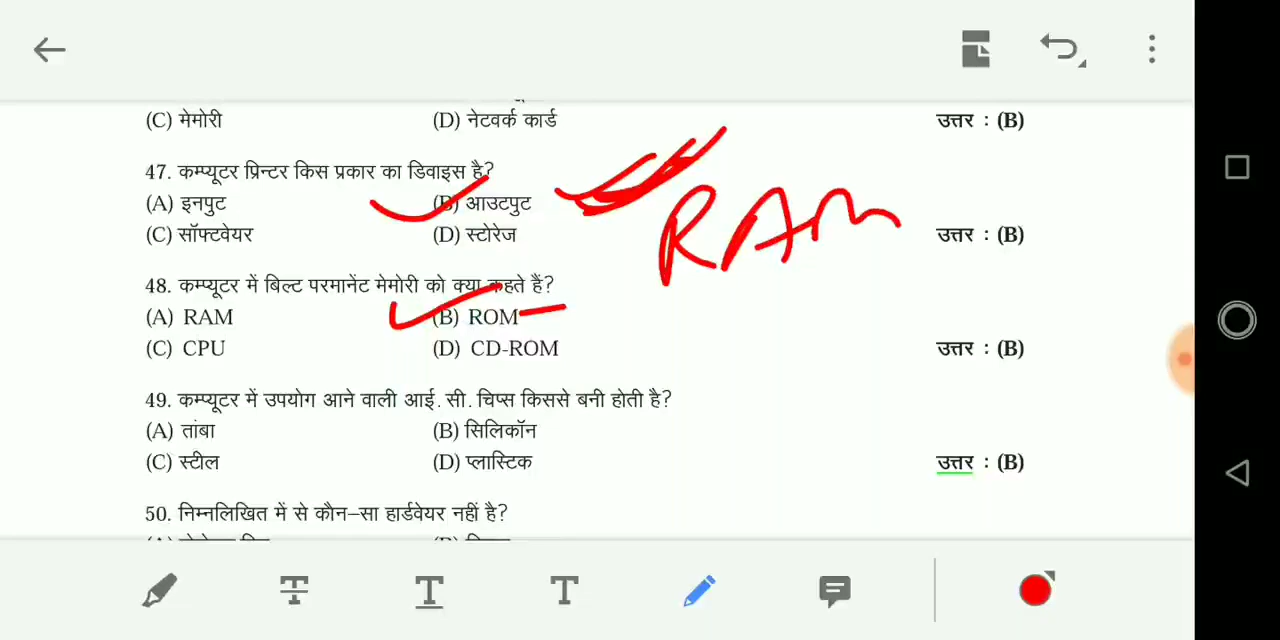 (C) मेमोरी (D) नेटवर्क कार्ड उत्तर : (B)
47. कम्प्यूटर प्रिन्टर किस प्रकार का डिवाइस है?
(A) इनपुट (B) आउटपुट
RAM
(C) सॉफ्टवेयर (D) स्टोरेज उत्तर : (B)
48. कम्प्यूटर में बिल्ट परमानेंट मेमोरी को क्या कहते हैं?
(A) RAM (B) ROM
(C) CPU (D) CD-ROM उत्तर : (B)
49. कम्प्यूटर में उपयोग आने वाली आई.सी. चिप्स किससे बनी होती है?
(A) तांबा (B) सिलिकॉन
(C) स्टील (D) प्लास्टिक उत्तर : (B)
50. निम्नलिखित में से कौन-सा हार्डवेयर नहीं है?